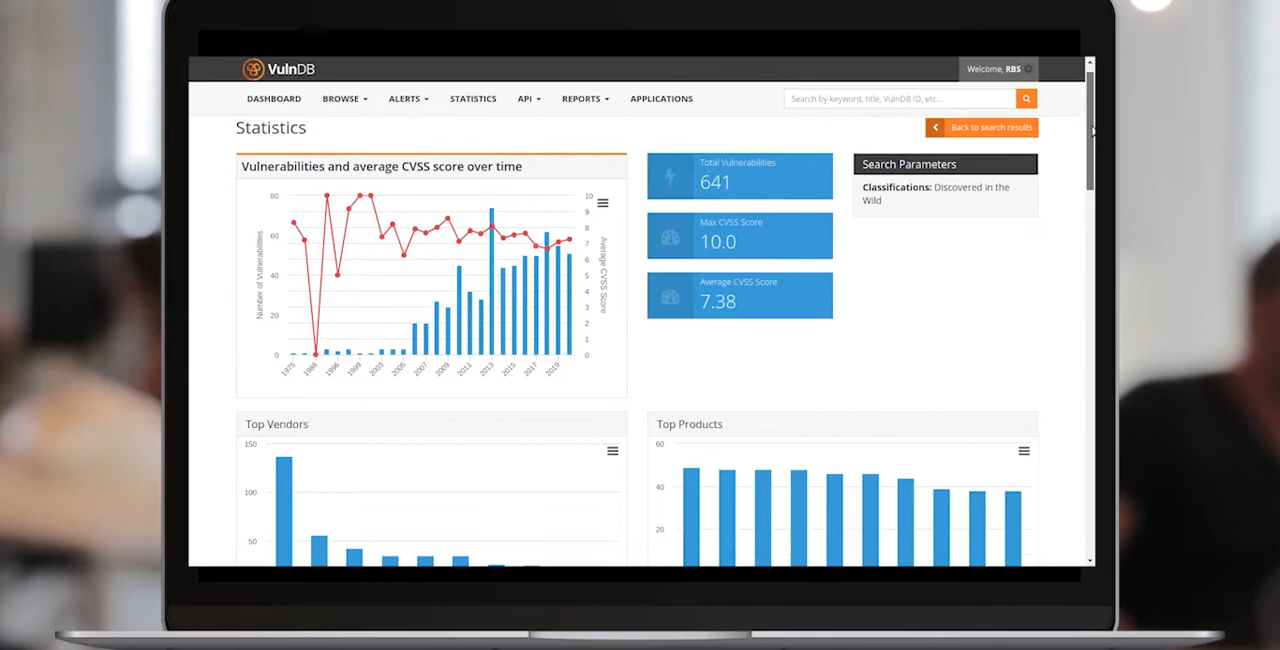 VulnDB
Welcome, RBS
DASHBOARD BROWSE ALERTS STATISTICS API REPORTS APPLICATIONS
Search by keyword, title, VulnDB ID, etc...
Statistics
Back to search results
Vulnerabilities and average CVSS score over time
80
60
40
20
0
Number of Vulnerabilities
10
9
8
7
6
5
4
3
2
1
0
Average CVSS Score
1975 1988 1996 1999 2003 2005 2007 2009 2011 2013 2015 2017 2019
Total Vulnerabilities
641
Max CVSS Score
10.0
Average CVSS Score
7.38
Search Parameters
Classifications: Discovered in the
Wild
Top Vendors
150
100
50
Top Products
60
40
20